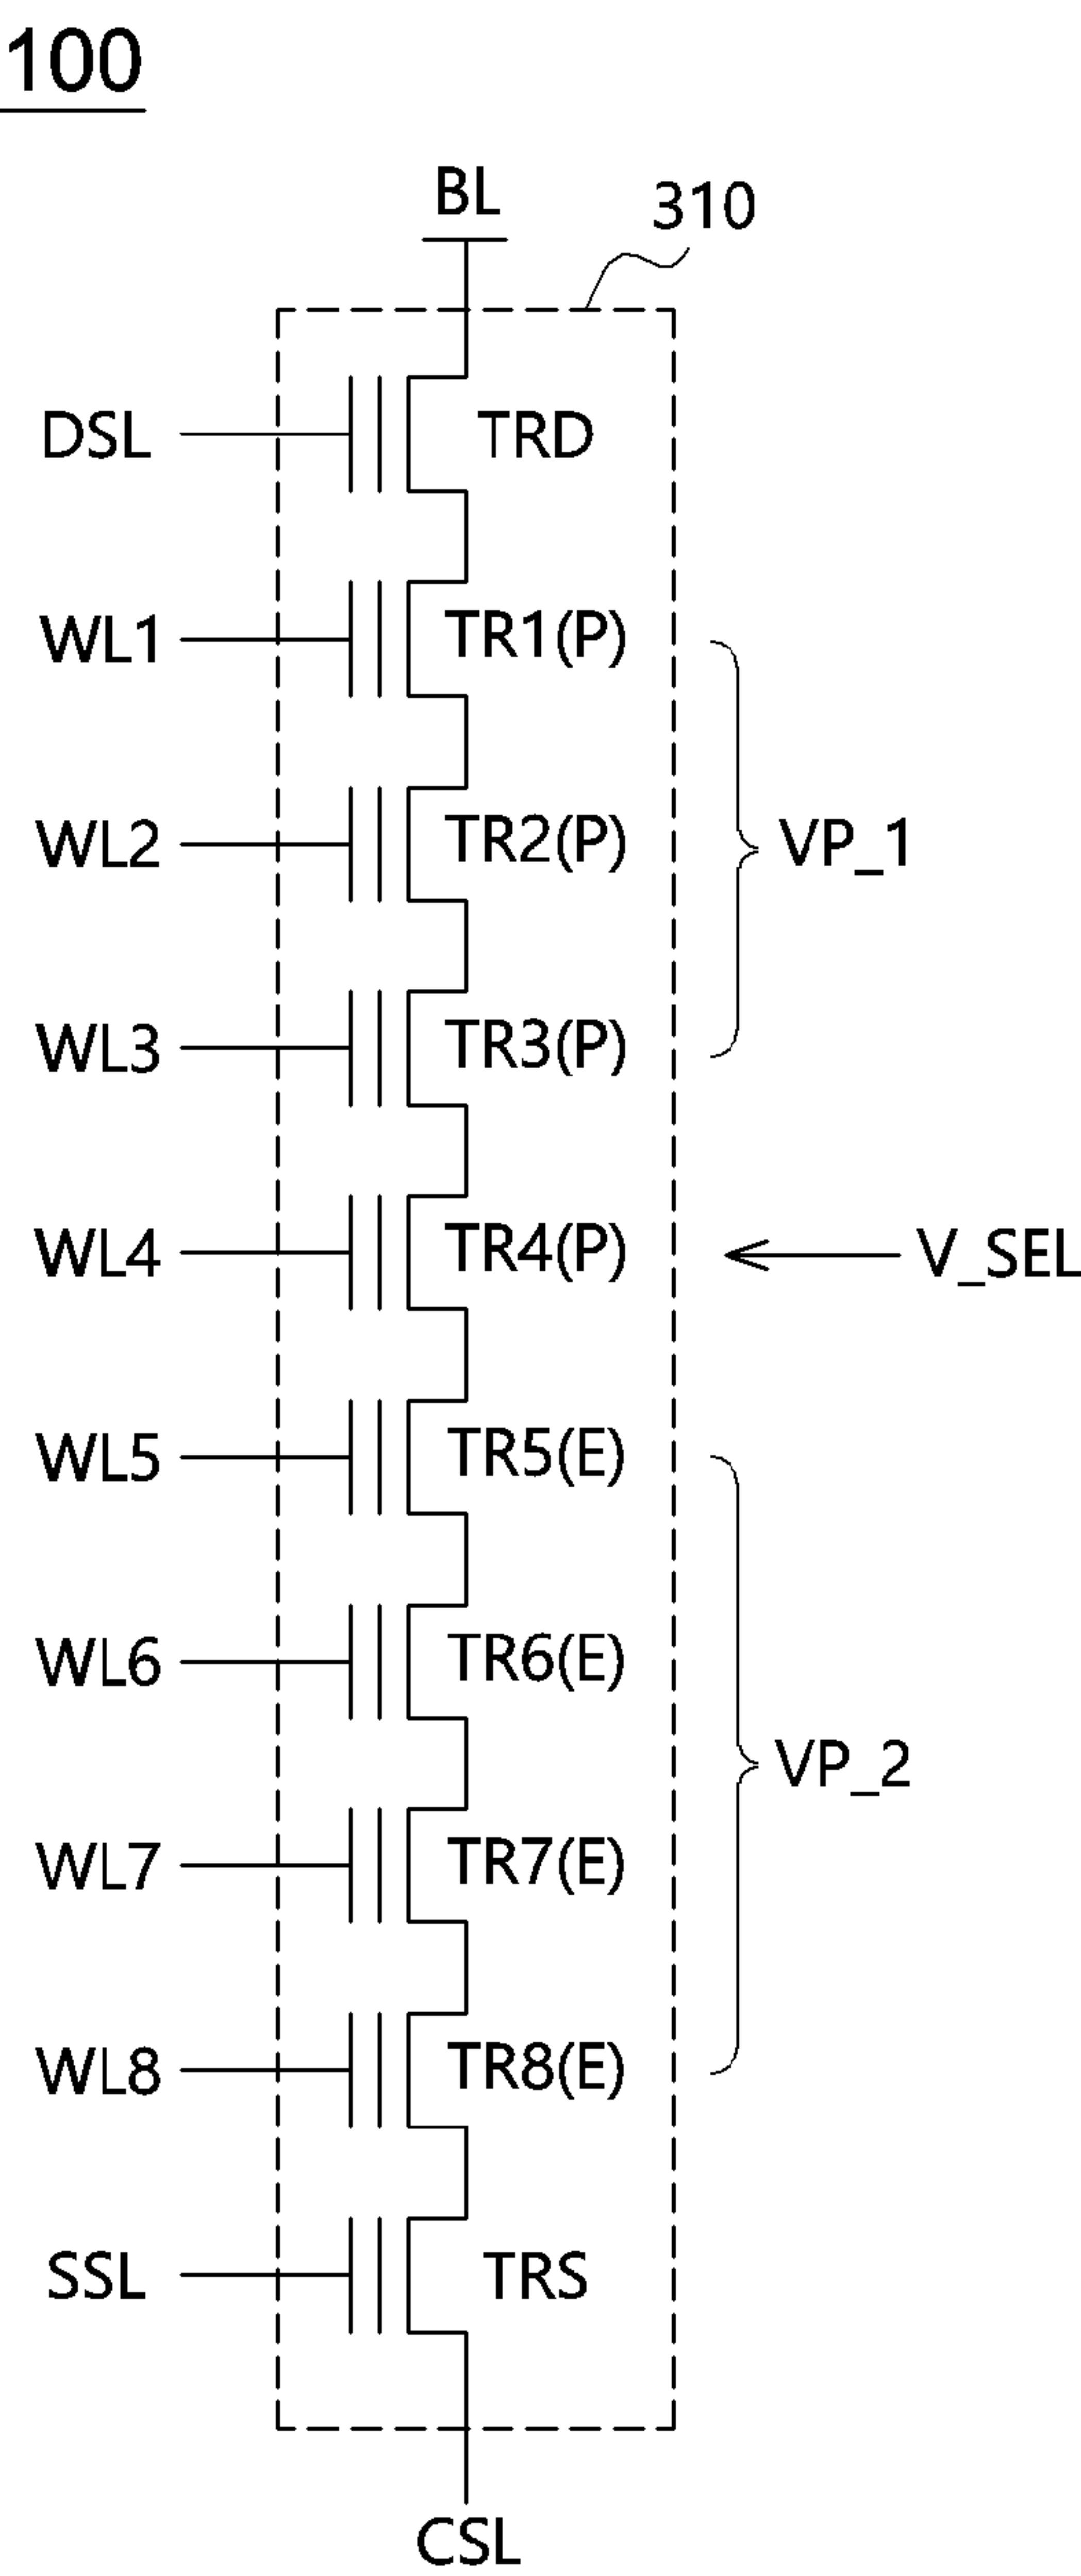 100
BL
310
DSL TRD
WL1 TR1(P)
WL2 TR2(P) VP_1
WL3 TR3(P)
WL4 TR4(P) V_SEL
WL5 TR5(E)
WL6 TR6(E)
VP_2
WL7 TR7(E)
WL8 TR8(E)
SSL TRS
CSL